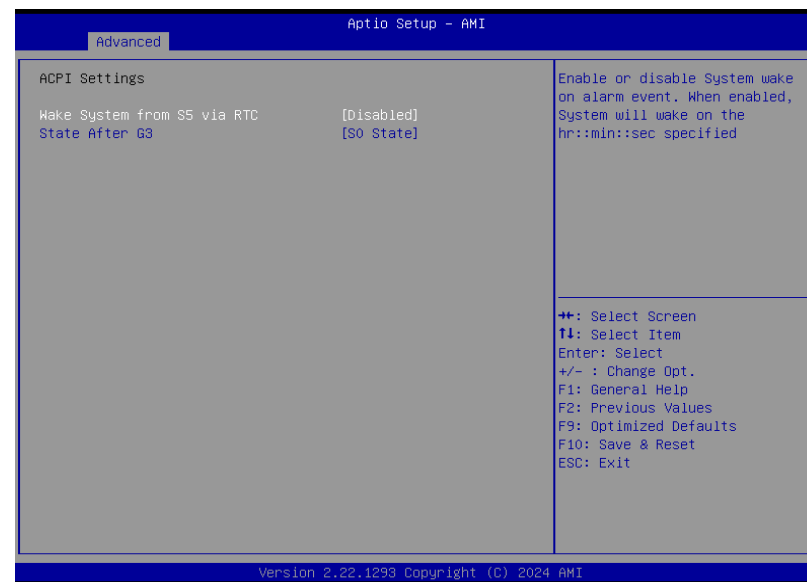 Aptio Setup – AMI
Advanced
ACPI Settings
Wake System from S5 via RTC [Disabled]
State After G3 [S0 State]
Enable or disable System wake
on alarm event. When enabled,
System will wake on the
hr::min::sec specified
→←: Select Screen
↑↓: Select Item
Enter: Select
+/- : Change Opt.
F1: General Help
F2: Previous Values
F9: Optimized Defaults
F10: Save & Reset
ESC: Exit
Version 2.22.1293 Copyright (C) 2024 AMI